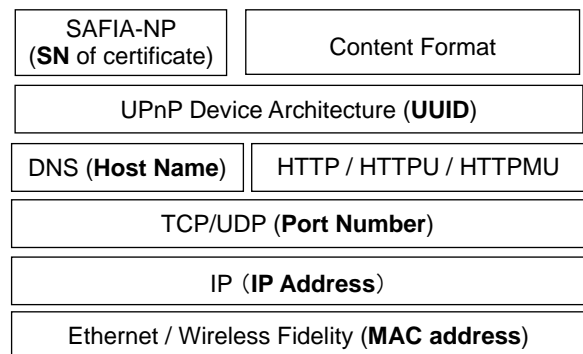 SAFIA-NP
(SN of certificate)
Content Format
UPnP Device Architecture (UUID)
DNS (Host Name)
HTTP / HTTPU / HTTPMU
TCP/UDP (Port Number)
IP（IP Address）
Ethernet / Wireless Fidelity (MAC address)